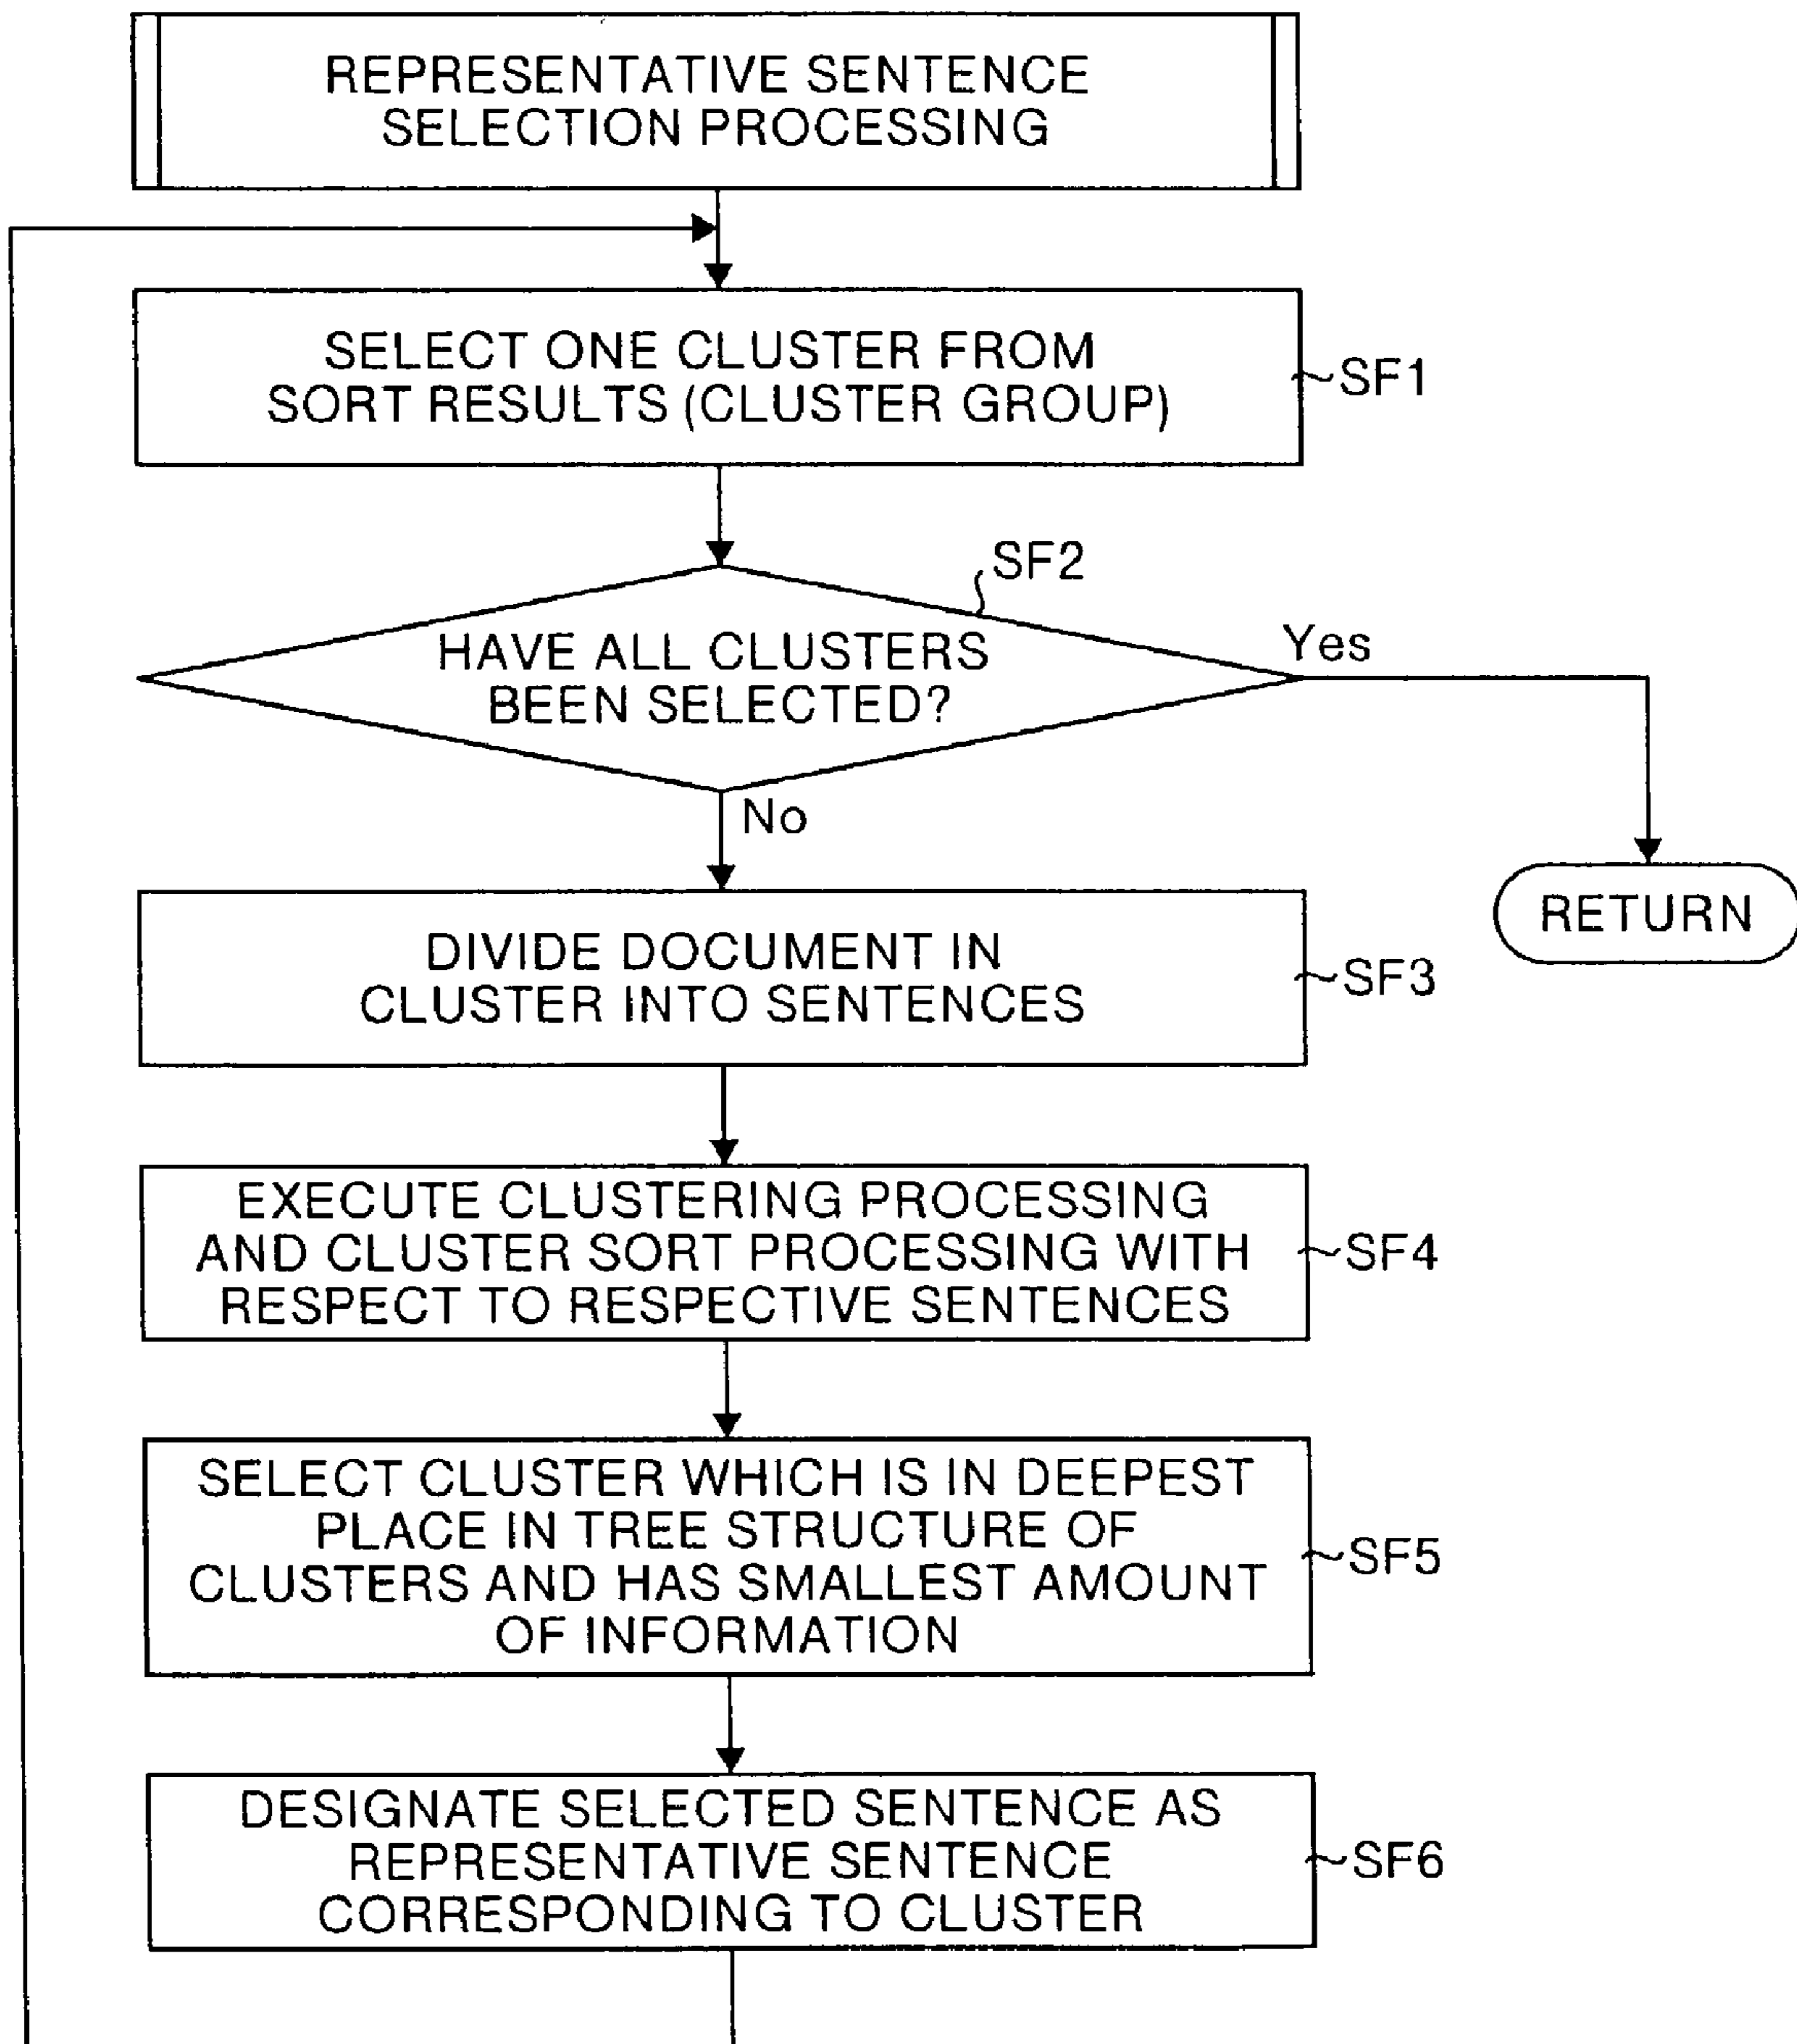 REPRESENTATIVE SENTENCE
SELECTION PROCESSING
SELECT ONE CLUSTER FROM
SORT RESULTS (CLUSTER GROUP)
SF1
SF2
HAVE ALL CLUSTERS
BEEN SELECTED?
Yes
No
RETURN
DIVIDE DOCUMENT IN
CLUSTER INTO SENTENCES
SF3
EXECUTE CLUSTERING PROCESSING
AND CLUSTER SORT PROCESSING WITH
RESPECT TO RESPECTIVE SENTENCES
SF4
SELECT CLUSTER WHICH IS IN DEEPEST
PLACE IN TREE STRUCTURE OF
CLUSTERS AND HAS SMALLEST AMOUNT
OF INFORMATION
SF5
DESIGNATE SELECTED SENTENCE AS
REPRESENTATIVE SENTENCE
CORRESPONDING TO CLUSTER
SF6